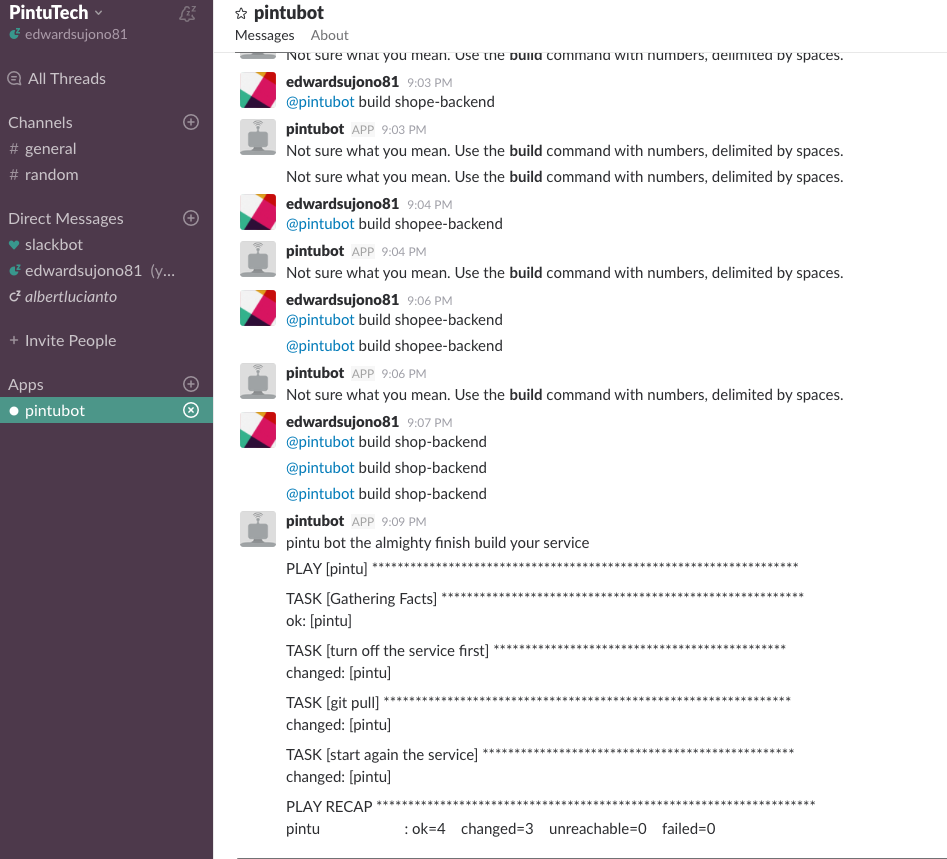 PintuTech
edwardsujono81
All Threads
Channels
# general
# random
Direct Messages
slackbot
edwardsujono81 (y...
albertlucianto
+ Invite People
Apps
pintubot
pintubot
Messages About
Not sure what you mean. Use the build command with numbers, delimited by spaces.
edwardsujono81 9:03 PM
@pintubot build shope-backend
pintubot APP 9:03 PM
Not sure what you mean. Use the build command with numbers, delimited by spaces.
Not sure what you mean. Use the build command with numbers, delimited by spaces.
edwardsujono81 9:04 PM
@pintubot build shopee-backend
pintubot APP 9:04 PM
Not sure what you mean. Use the build command with numbers, delimited by spaces.
edwardsujono81 9:06 PM
@pintubot build shopee-backend
@pintubot build shopee-backend
pintubot APP 9:06 PM
Not sure what you mean. Use the build command with numbers, delimited by spaces.
edwardsujono81 9:07 PM
@pintubot build shop-backend
@pintubot build shop-backend
@pintubot build shop-backend
pintubot APP 9:09 PM
pintu bot the almighty finish build your service
PLAY [pintu] *********************************************************************
TASK [Gathering Facts] ***********************************************************
ok: [pintu]
TASK [turn off the service first] ***********************************************
changed: [pintu]
TASK [git pull] ******************************************************************
changed: [pintu]
TASK [start again the service] **************************************************
changed: [pintu]
PLAY RECAP ***********************************************************************
pintu : ok=4 changed=3 unreachable=0 failed=0